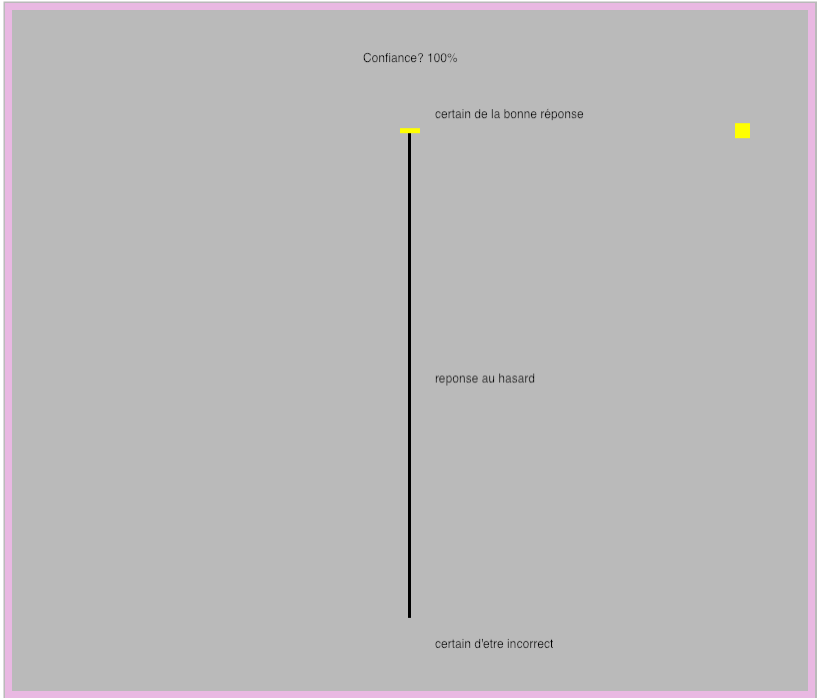 Confiance? 100%
certain de la bonne réponse
reponse au hasard
certain d'etre incorrect